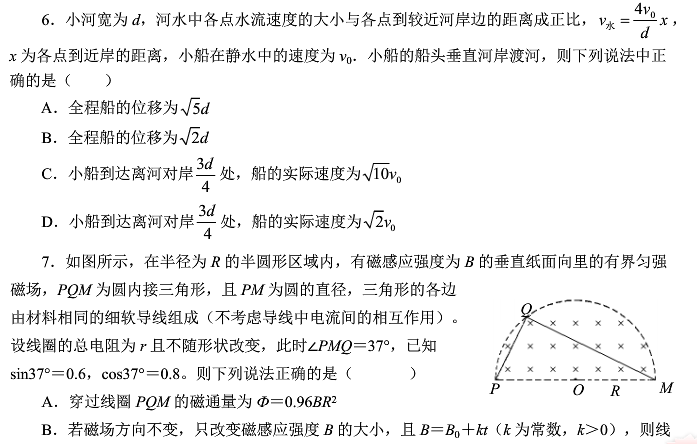 6．小河宽为 d，河水中各点水流速度的大小与各点到较近河岸边的距离成正比，v水 = 4v₀/d x，
x 为各点到近岸的距离，小船在静水中的速度为 v₀．小船的船头垂直河岸渡河，则下列说法中正
确的是（　　）
A．全程船的位移为√5d
B．全程船的位移为√2d
C．小船到达离河对岸3d/4 处，船的实际速度为√10v₀
D．小船到达离河对岸3d/4 处，船的实际速度为√2v₀
7．如图所示，在半径为 R 的半圆形区域内，有磁感应强度为 B 的垂直纸面向里的有界匀强
磁场，PQM 为圆内接三角形，且 PM 为圆的直径，三角形的各边
由材料相同的细软导线组成（不考虑导线中电流间的相互作用）。
设线圈的总电阻为 r 且不随形状改变，此时∠PMQ＝37°，已知
sin37°＝0.6，cos37°＝0.8。则下列说法正确的是（　　）
Q
P O R M
A．穿过线圈 PQM 的磁通量为 Φ＝0.96BR²
B．若磁场方向不变，只改变磁感应强度 B 的大小，且 B＝B₀＋kt（k 为常数，k＞0），则线